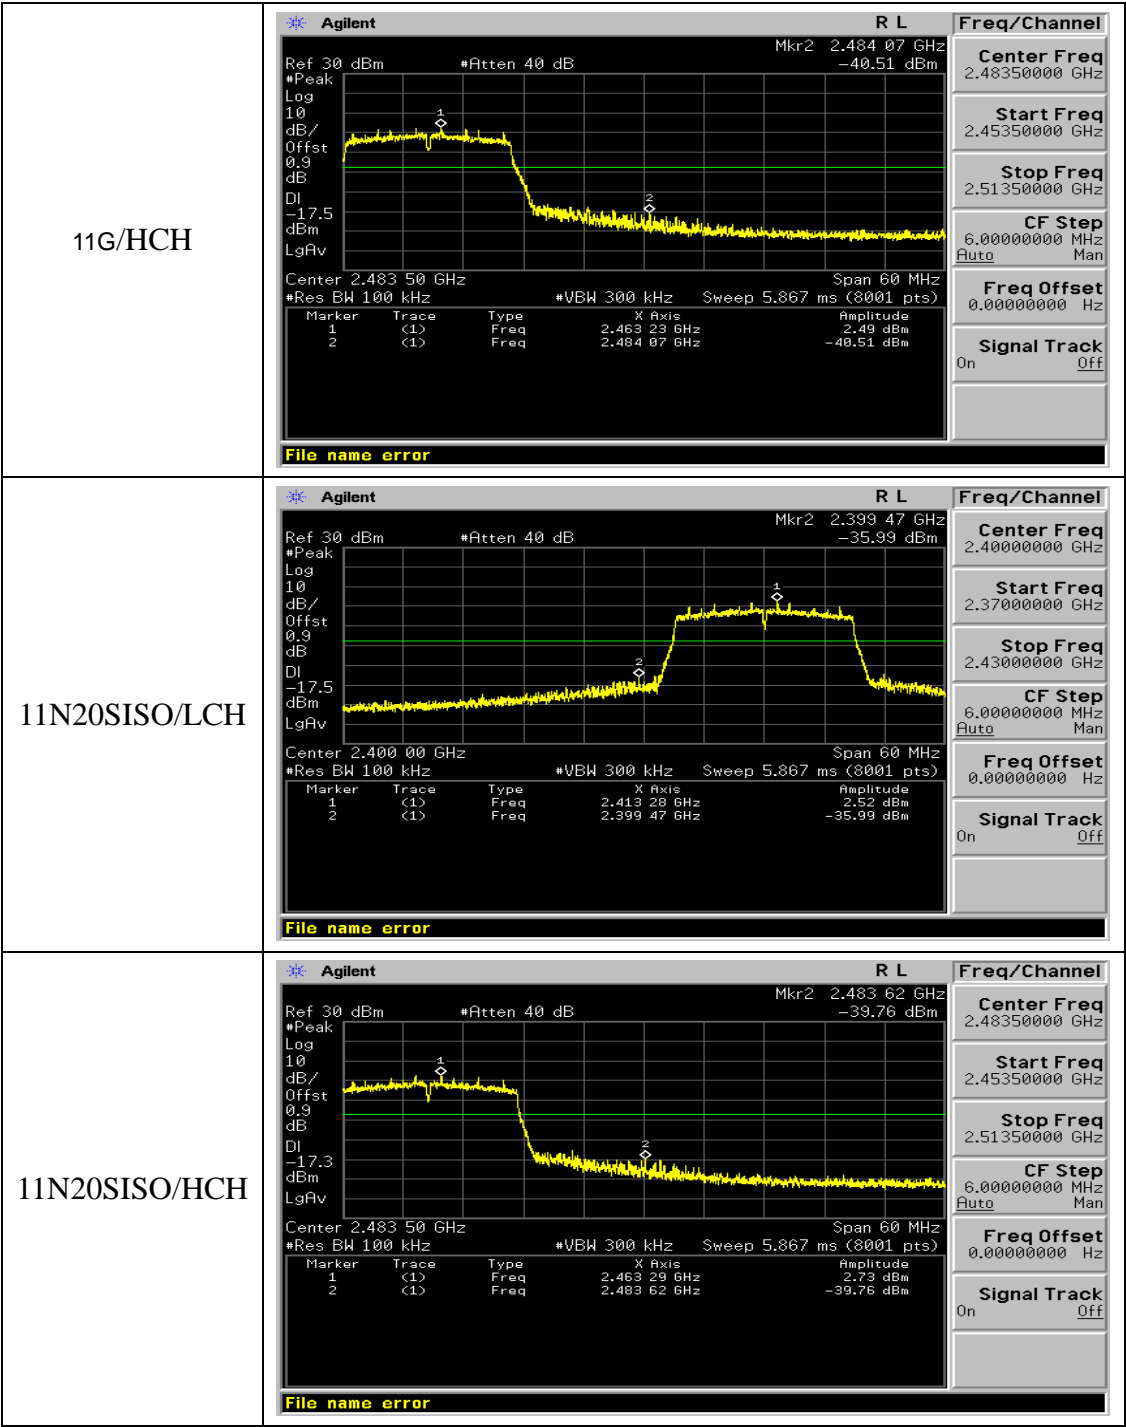 11G/HCH
Agilent R L Freq/Channel
Mkr2 2.484 07 GHz
Ref 30 dBm #Atten 40 dB -40.51 dBm
#Peak
Log
10
dB/
Offst
0.9
dB
DI
-17.5
dBm
LgAv
1
2
Center 2.483 50 GHz Span 60 MHz
#Res BW 100 kHz #VBW 300 kHz Sweep 5.867 ms (8001 pts)
Marker Trace Type X Axis Amplitude
1 (1) Freq 2.463 23 GHz 2.49 dBm
2 (1) Freq 2.484 07 GHz -40.51 dBm
File name error
Center Freq
2.48350000 GHz
Start Freq
2.45350000 GHz
Stop Freq
2.51350000 GHz
CF Step
6.00000000 MHz
Auto Man
Freq Offset
0.00000000 Hz
Signal Track
On Off
11N20SISO/LCH
Agilent R L Freq/Channel
Mkr2 2.399 47 GHz
Ref 30 dBm #Atten 40 dB -35.99 dBm
#Peak
Log
10
dB/
Offst
0.9
dB
DI
-17.5
dBm
LgAv
1
2
Center 2.400 00 GHz Span 60 MHz
#Res BW 100 kHz #VBW 300 kHz Sweep 5.867 ms (8001 pts)
Marker Trace Type X Axis Amplitude
1 (1) Freq 2.413 28 GHz 2.52 dBm
2 (1) Freq 2.399 47 GHz -35.99 dBm
File name error
Center Freq
2.40000000 GHz
Start Freq
2.37000000 GHz
Stop Freq
2.43000000 GHz
CF Step
6.00000000 MHz
Auto Man
Freq Offset
0.00000000 Hz
Signal Track
On Off
11N20SISO/HCH
Agilent R L Freq/Channel
Mkr2 2.483 62 GHz
Ref 30 dBm #Atten 40 dB -39.76 dBm
#Peak
Log
10
dB/
Offst
0.9
dB
DI
-17.3
dBm
LgAv
1
2
Center 2.483 50 GHz Span 60 MHz
#Res BW 100 kHz #VBW 300 kHz Sweep 5.867 ms (8001 pts)
Marker Trace Type X Axis Amplitude
1 (1) Freq 2.463 29 GHz 2.73 dBm
2 (1) Freq 2.483 62 GHz -39.76 dBm
File name error
Center Freq
2.48350000 GHz
Start Freq
2.45350000 GHz
Stop Freq
2.51350000 GHz
CF Step
6.00000000 MHz
Auto Man
Freq Offset
0.00000000 Hz
Signal Track
On Off